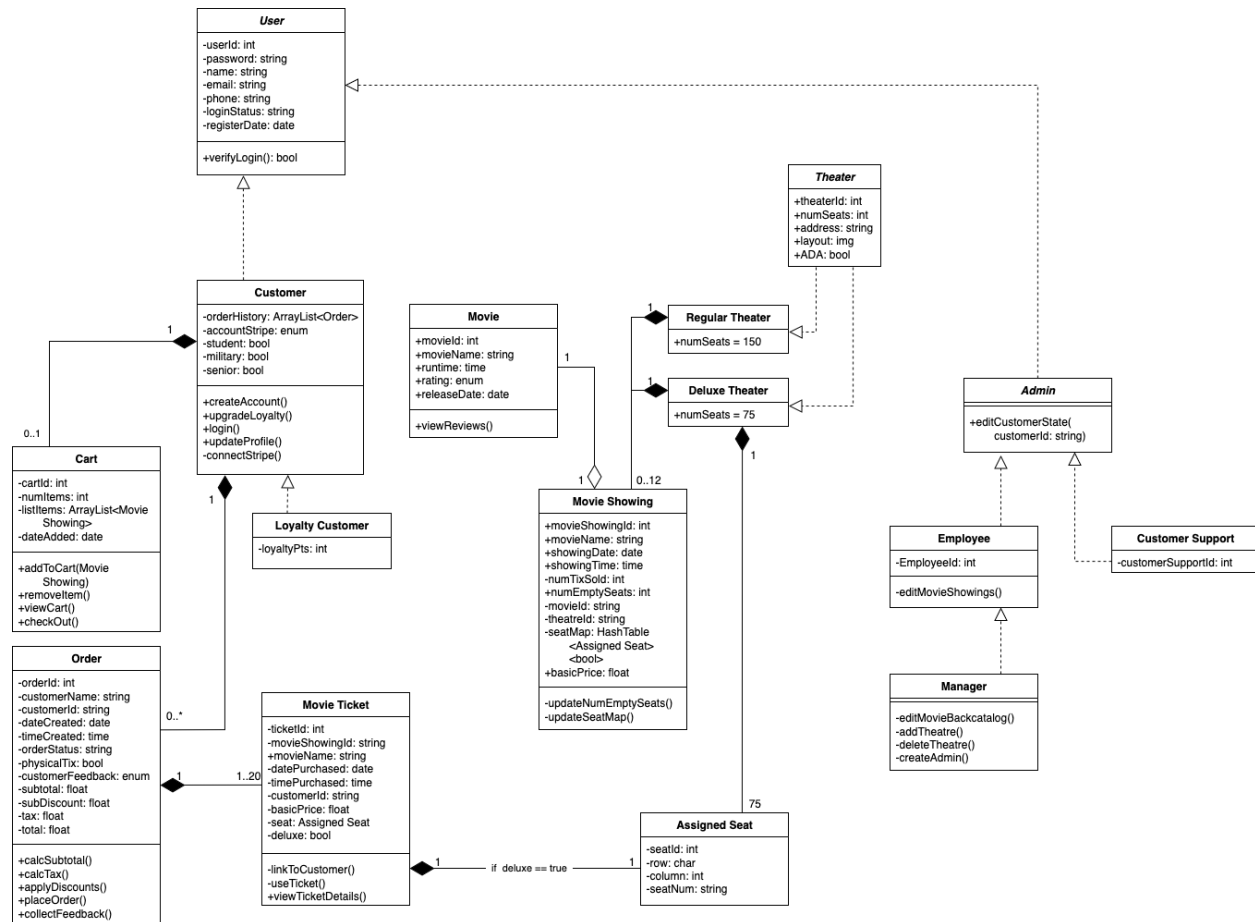 User
-userId: int
-password: string
-name: string
-email: string
-phone: string
-loginStatus: string
-registerDate: date
+verifyLogin(): bool
Theater
+theaterId: int
+numSeats: int
+address: string
+layout: img
+ADA: bool
Customer
-orderHistory: ArrayList<Order>
-accountStripe: enum
-student: bool
-military: bool
-senior: bool
+createAccount()
+upgradeLoyalty()
+login()
+updateProfile()
-connectStripe()
1
0..1
1
0..*
Movie
+movieId: int
+movieName: string
+runtime: time
+rating: enum
+releaseDate: date
+viewReviews()
1
1
Regular Theater
+numSeats = 150
1
Deluxe Theater
+numSeats = 75
1
1
0..12
75
Admin
+editCustomerState(
customerId: string)
Cart
-cartId: int
-numItems: int
-listItems: ArrayList<Movie
Showing>
-dateAdded: date
+addToCart(Movie
Showing)
+removeItem()
+viewCart()
+checkOut()
Loyalty Customer
-loyaltyPts: int
Movie Showing
+movieShowingId: int
+movieName: string
+showingDate: date
+showingTime: time
-numTixSold: int
+numEmptySeats: int
-movieId: string
-theatreId: string
-seatMap: HashTable
<Assigned Seat>
<bool>
+basicPrice: float
-updateNumEmptySeats()
-updateSeatMap()
Employee
-EmployeeId: int
-editMovieShowings()
Customer Support
-customerSupportId: int
Order
-orderId: int
-customerName: string
-customerId: string
-dateCreated: date
-timeCreated: time
-orderStatus: string
-physicalTix: bool
-customerFeedback: enum
-subtotal: float
-subDiscount: float
-tax: float
-total: float
+calcSubtotal()
+calcTax()
+applyDiscounts()
+placeOrder()
+collectFeedback()
1
1..20
Movie Ticket
-ticketId: int
-movieShowingId: string
+movieName: string
-datePurchased: date
-timePurchased: time
-customerId: string
-basicPrice: float
-seat: Assigned Seat
-deluxe: bool
-linkToCustomer()
-useTicket()
+viewTicketDetails()
1
if deluxe == true
1
Manager
-editMovieBackcatalog()
-addTheatre()
-deleteTheatre()
-createAdmin()
Assigned Seat
-seatId: int
-row: char
-column: int
-seatNum: string